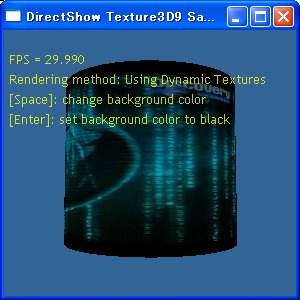 DirectShow Texture3D9 Sa...
FPS = 29.990
Rendering method: Using Dynamic Textures
[Space]: change background color
[Enter]: set background color to black